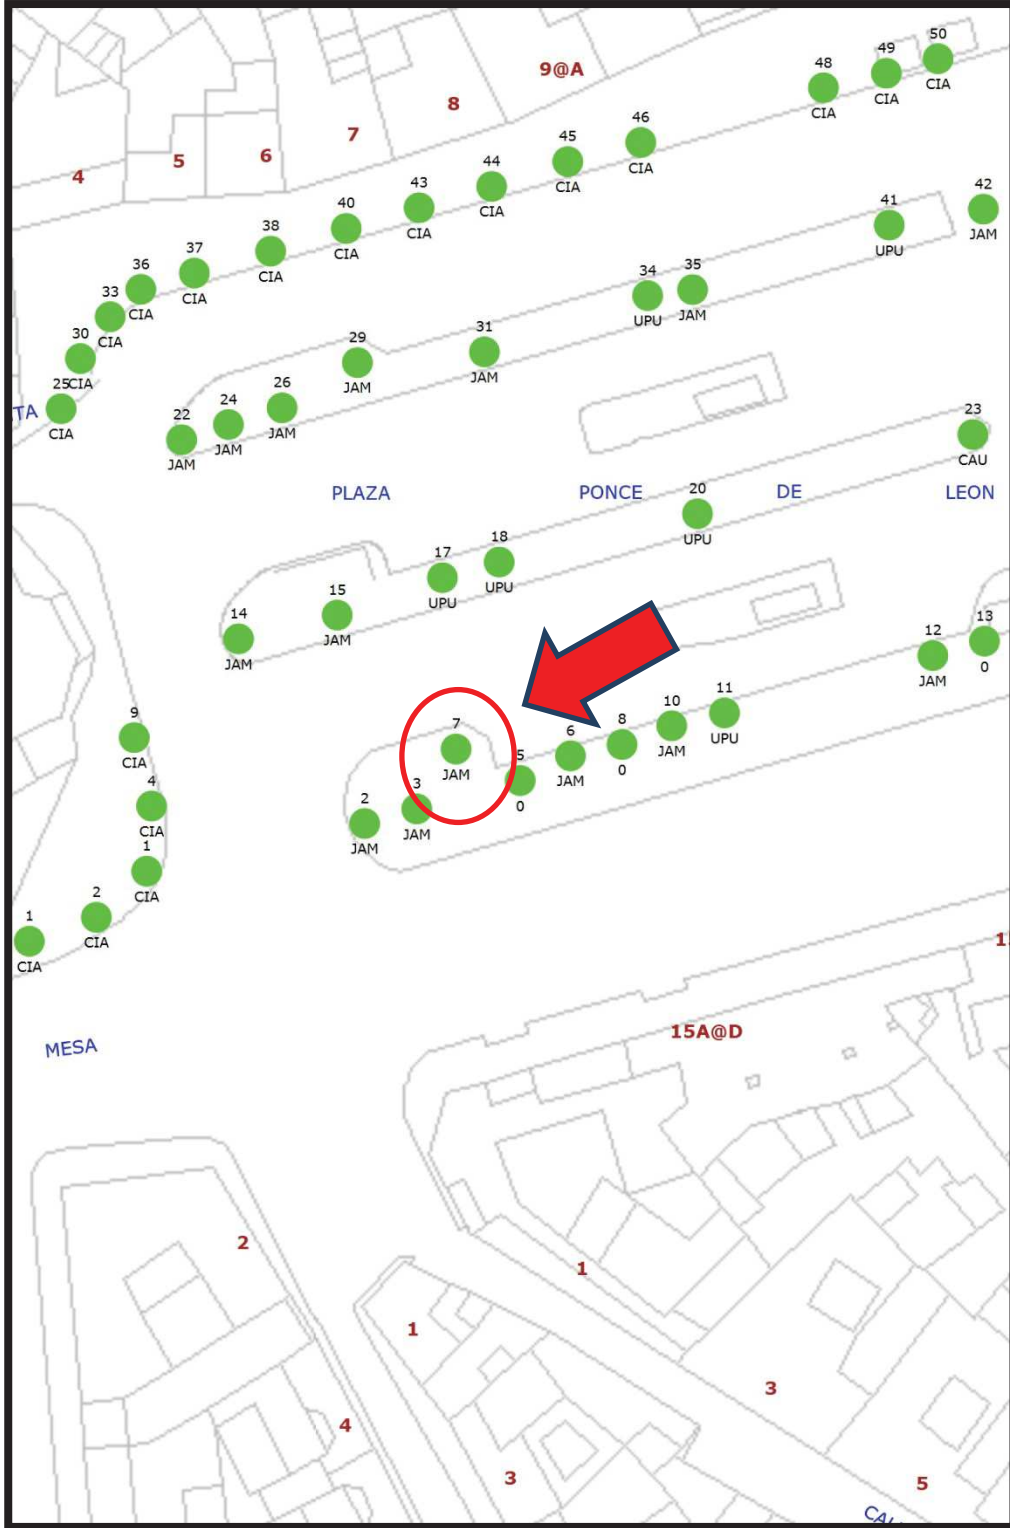 50
49
48
CIA
CIA
CIA
9@A
8
7
6
5
4
46
CIA
45
CIA
44
CIA
43
CIA
40
CIA
38
CIA
37
CIA
36
CIA
33
CIA
30
CIA
25
CIA
TA
42
JAM
41
UPU
35
JAM
34
UPU
31
JAM
29
JAM
26
JAM
24
JAM
22
JAM
23
CAU
PLAZA PONCE DE LEON
20
UPU
18
UPU
17
UPU
15
JAM
14
JAM
13
0
12
JAM
11
UPU
10
JAM
8
0
6
JAM
5
0
7
JAM
3
JAM
2
JAM
9
CIA
4
CIA
1
CIA
2
CIA
1
CIA
MESA
15A@D
2
1
1
3
4
3
5